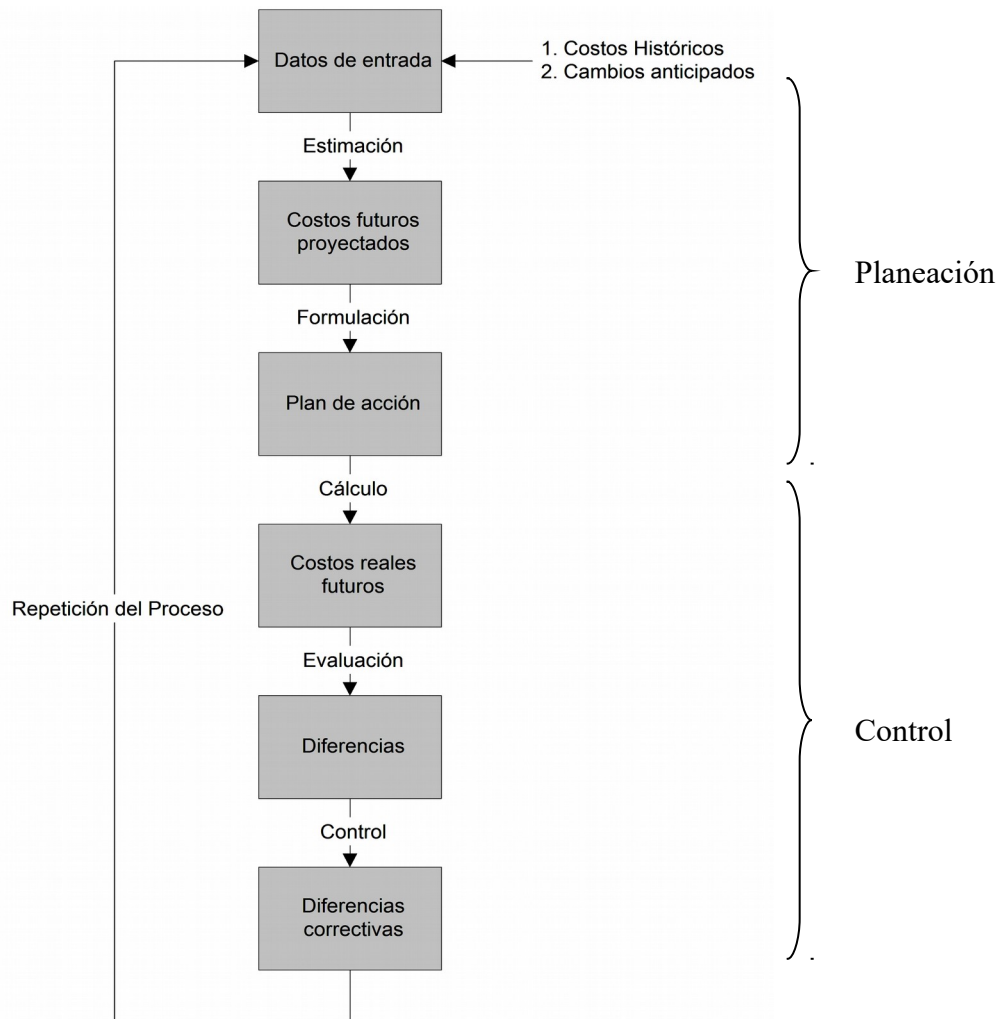 Datos de entrada
1. Costos Históricos
2. Cambios anticipados
Estimación
Costos futuros
proyectados
Planeación
Formulación
Plan de acción
Cálculo
Costos reales
futuros
Repetición del Proceso
Evaluación
Diferencias
Control
Control
Diferencias
correctivas